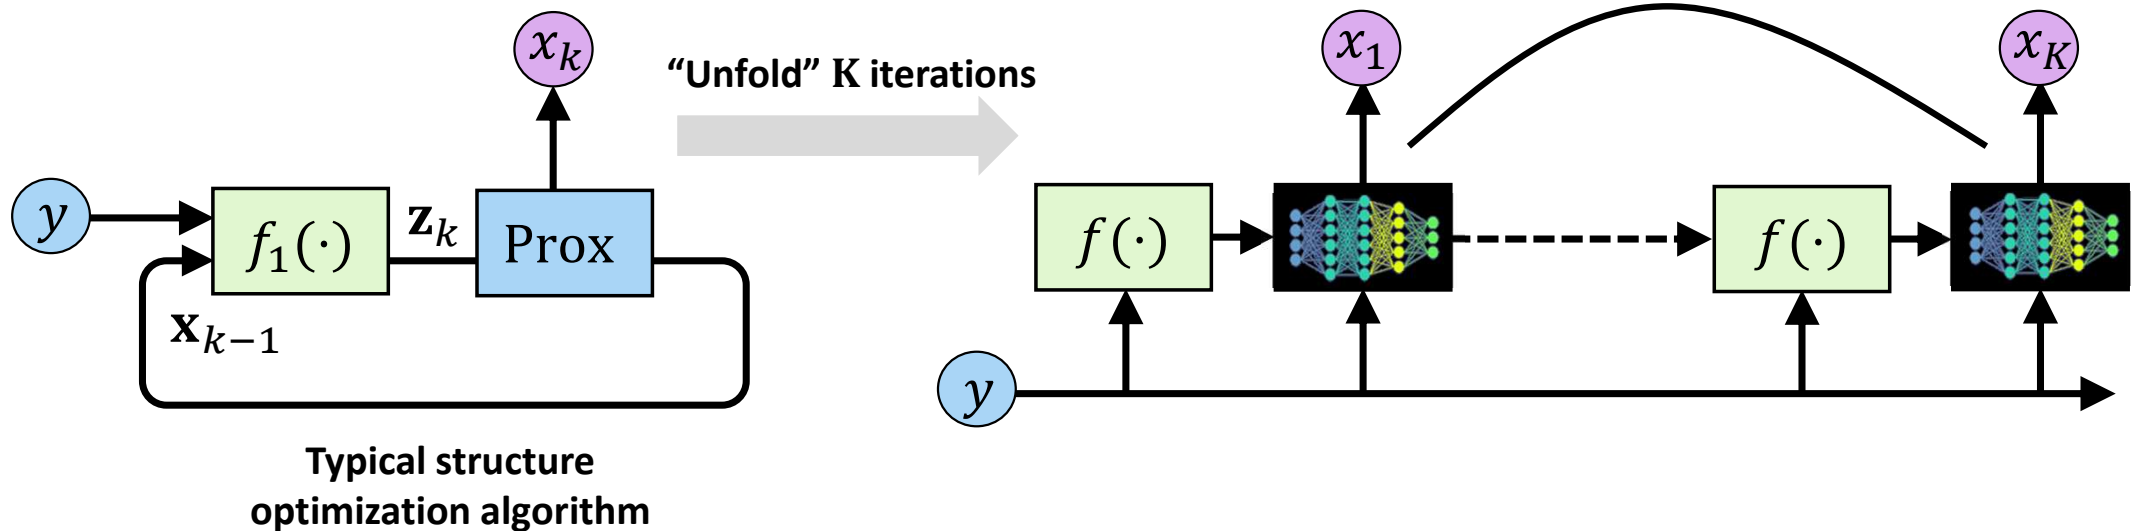 x_k
"Unfold" K iterations
x_1
x_K
y
f_1(·)
z_k
Prox
f(·)
f(·)
x_{k−1}
y
Typical structure
optimization algorithm